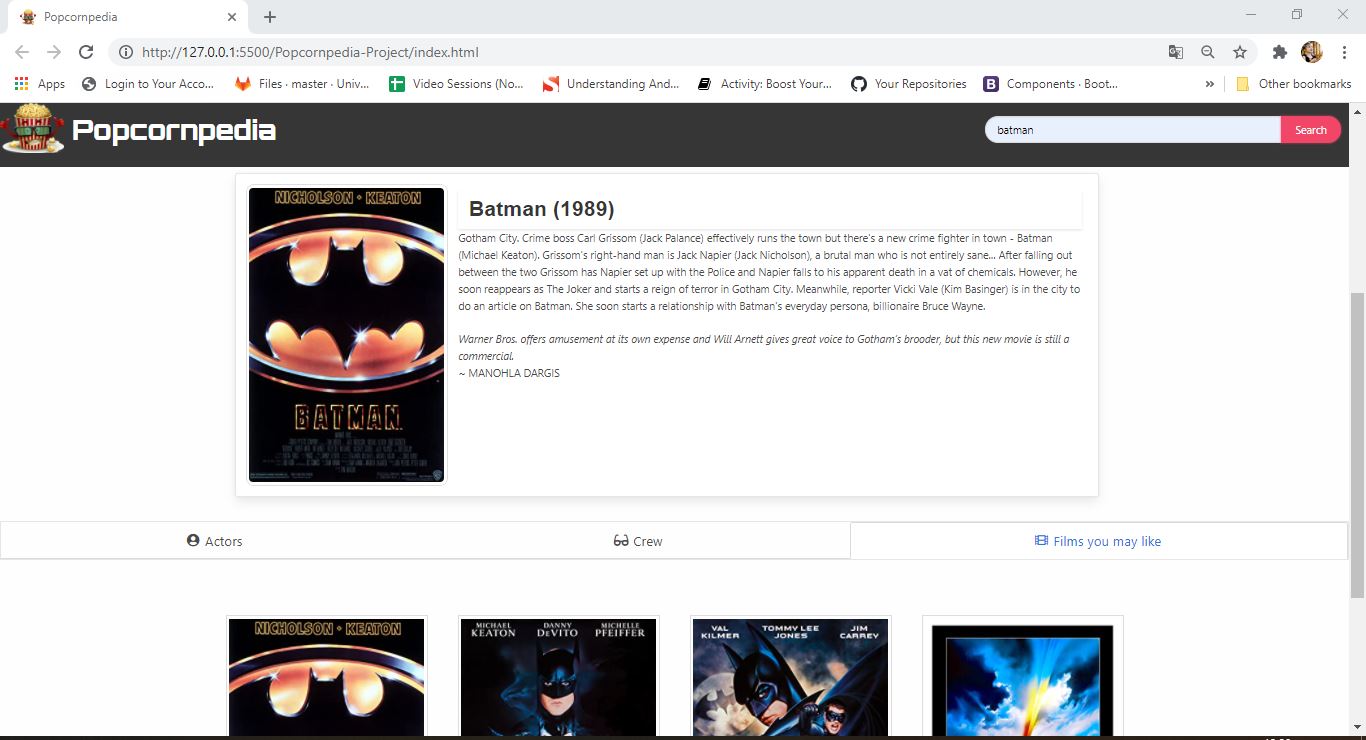 Popcornpedia
http://127.0.0.1:5500/Popcornpedia-Project/index.html
Apps
Login to Your Acco...
Files · master · Univ...
Video Sessions (No...
Understanding And...
Activity: Boost Your...
Your Repositories
Components · Boot...
»
Other bookmarks
Popcornpedia
batman
Search
NICHOLSON · KEATON
BATMAN
Batman (1989)
Gotham City. Crime boss Carl Grissom (Jack Palance) effectively runs the town but there's a new crime fighter in town - Batman
(Michael Keaton). Grissom's right-hand man is Jack Napier (Jack Nicholson), a brutal man who is not entirely sane... After falling out
between the two Grissom has Napier set up with the Police and Napier falls to his apparent death in a vat of chemicals. However, he
soon reappears as The Joker and starts a reign of terror in Gotham City. Meanwhile, reporter Vicki Vale (Kim Basinger) is in the city to
do an article on Batman. She soon starts a relationship with Batman's everyday persona, billionaire Bruce Wayne.
Warner Bros. offers amusement at its own expense and Will Arnett gives great voice to Gotham's brooder, but this new movie is still a
commercial.
~ MANOHLA DARGIS
Actors
Crew
Films you may like
NICHOLSON · KEATON
MICHAEL KEATON
DANNY DeVITO
MICHELLE PFEIFFER
VAL KILMER
TOMMY LEE JONES
JIM CARREY